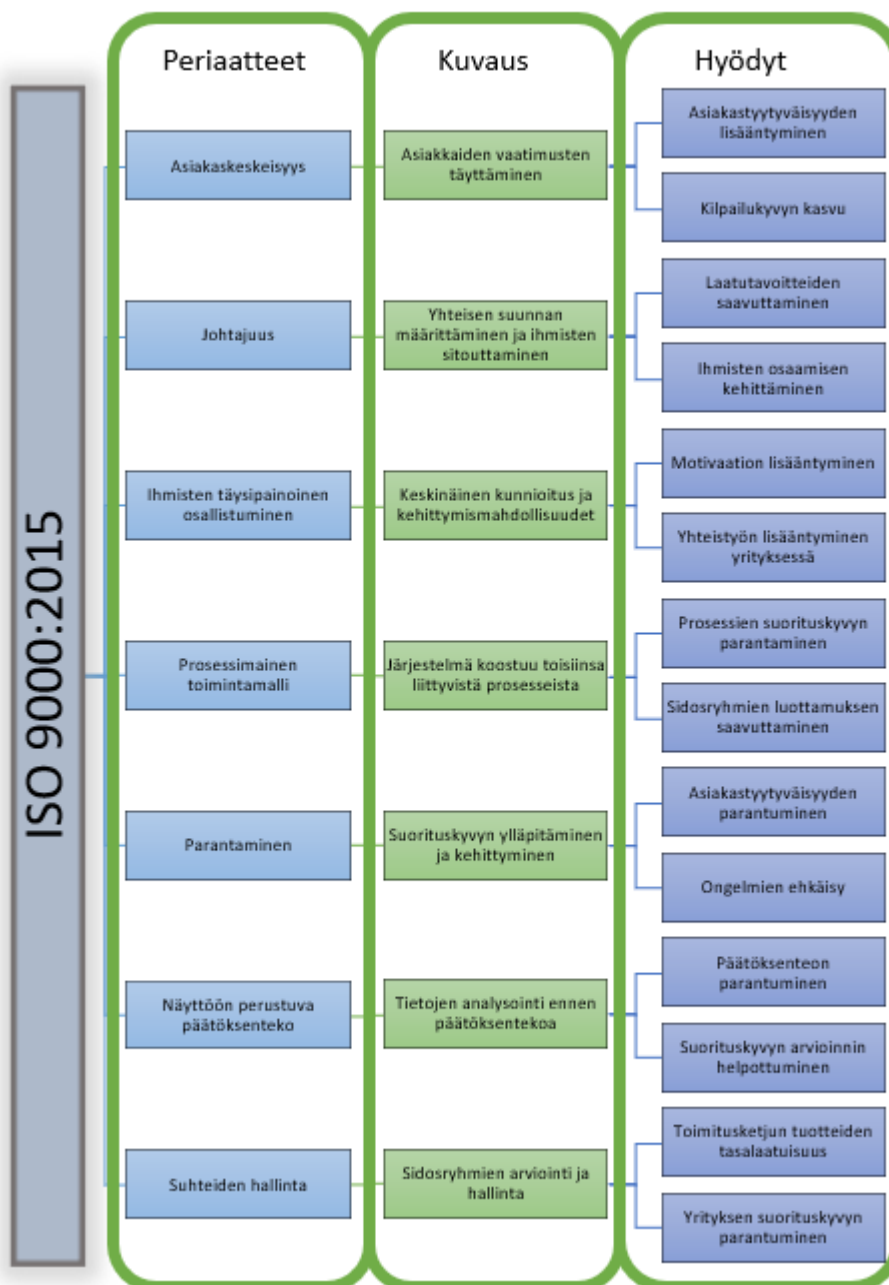 ISO 9000:2015
Periaatteet
Kuvaus
Hyödyt
Asiakaskeskeisyys
Asiakkaiden vaatimusten
täyttäminen
Asiakastyytyväisyyden
lisääntyminen
Kilpailukyvyn kasvu
Johtajuus
Yhteisen suunnan
määrittäminen ja ihmisten
sitouttaminen
Laatutavoitteiden
saavuttaminen
Ihmisten osaamisen
kehittäminen
Ihmisten täysipainoinen
osallistuminen
Keskinäinen kunnioitus ja
kehittymismahdollisuudet
Motivaation lisääntyminen
Yhteistyön lisääntyminen
yrityksessä
Prosessimainen
toimintamalli
Järjestelmä koostuu toisiinsa
liittyvistä prosesseista
Prosessien suorituskyvyn
parantaminen
Sidosryhmien luottamuksen
saavuttaminen
Parantaminen
Suorituskyvyn ylläpitäminen
ja kehittyminen
Asiakastyytyväisyyden
parantuminen
Ongelmien ehkäisy
Näyttöön perustuva
päätöksenteko
Tietojen analysointi ennen
päätöksentekoa
Päätöksenteon
parantuminen
Suorituskyvyn arvioinnin
helpottuminen
Suhteiden hallinta
Sidosryhmien arviointi ja
hallinta
Toimitusketjun tuotteiden
tasalaatuisuus
Yrityksen suorituskyvyn
parantuminen